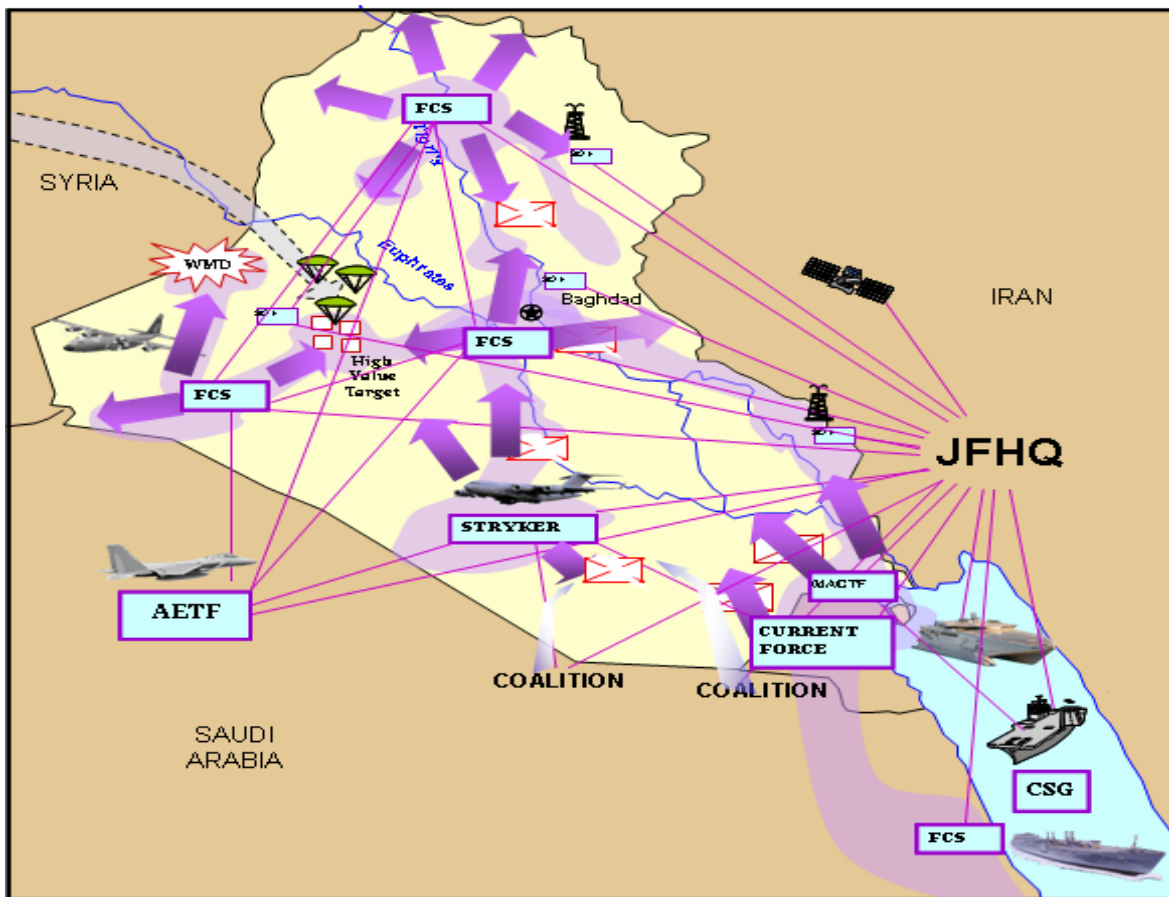 FCS
Tigris
SYRIA
WMD
Euphrates
Baghdad
IRAN
FCS
High
Value
Target
FCS
JFHQ
STRYKER
AETF
MAGTF
CURRENT
FORCE
COALITION
COALITION
SAUDI
ARABIA
CSG
FCS